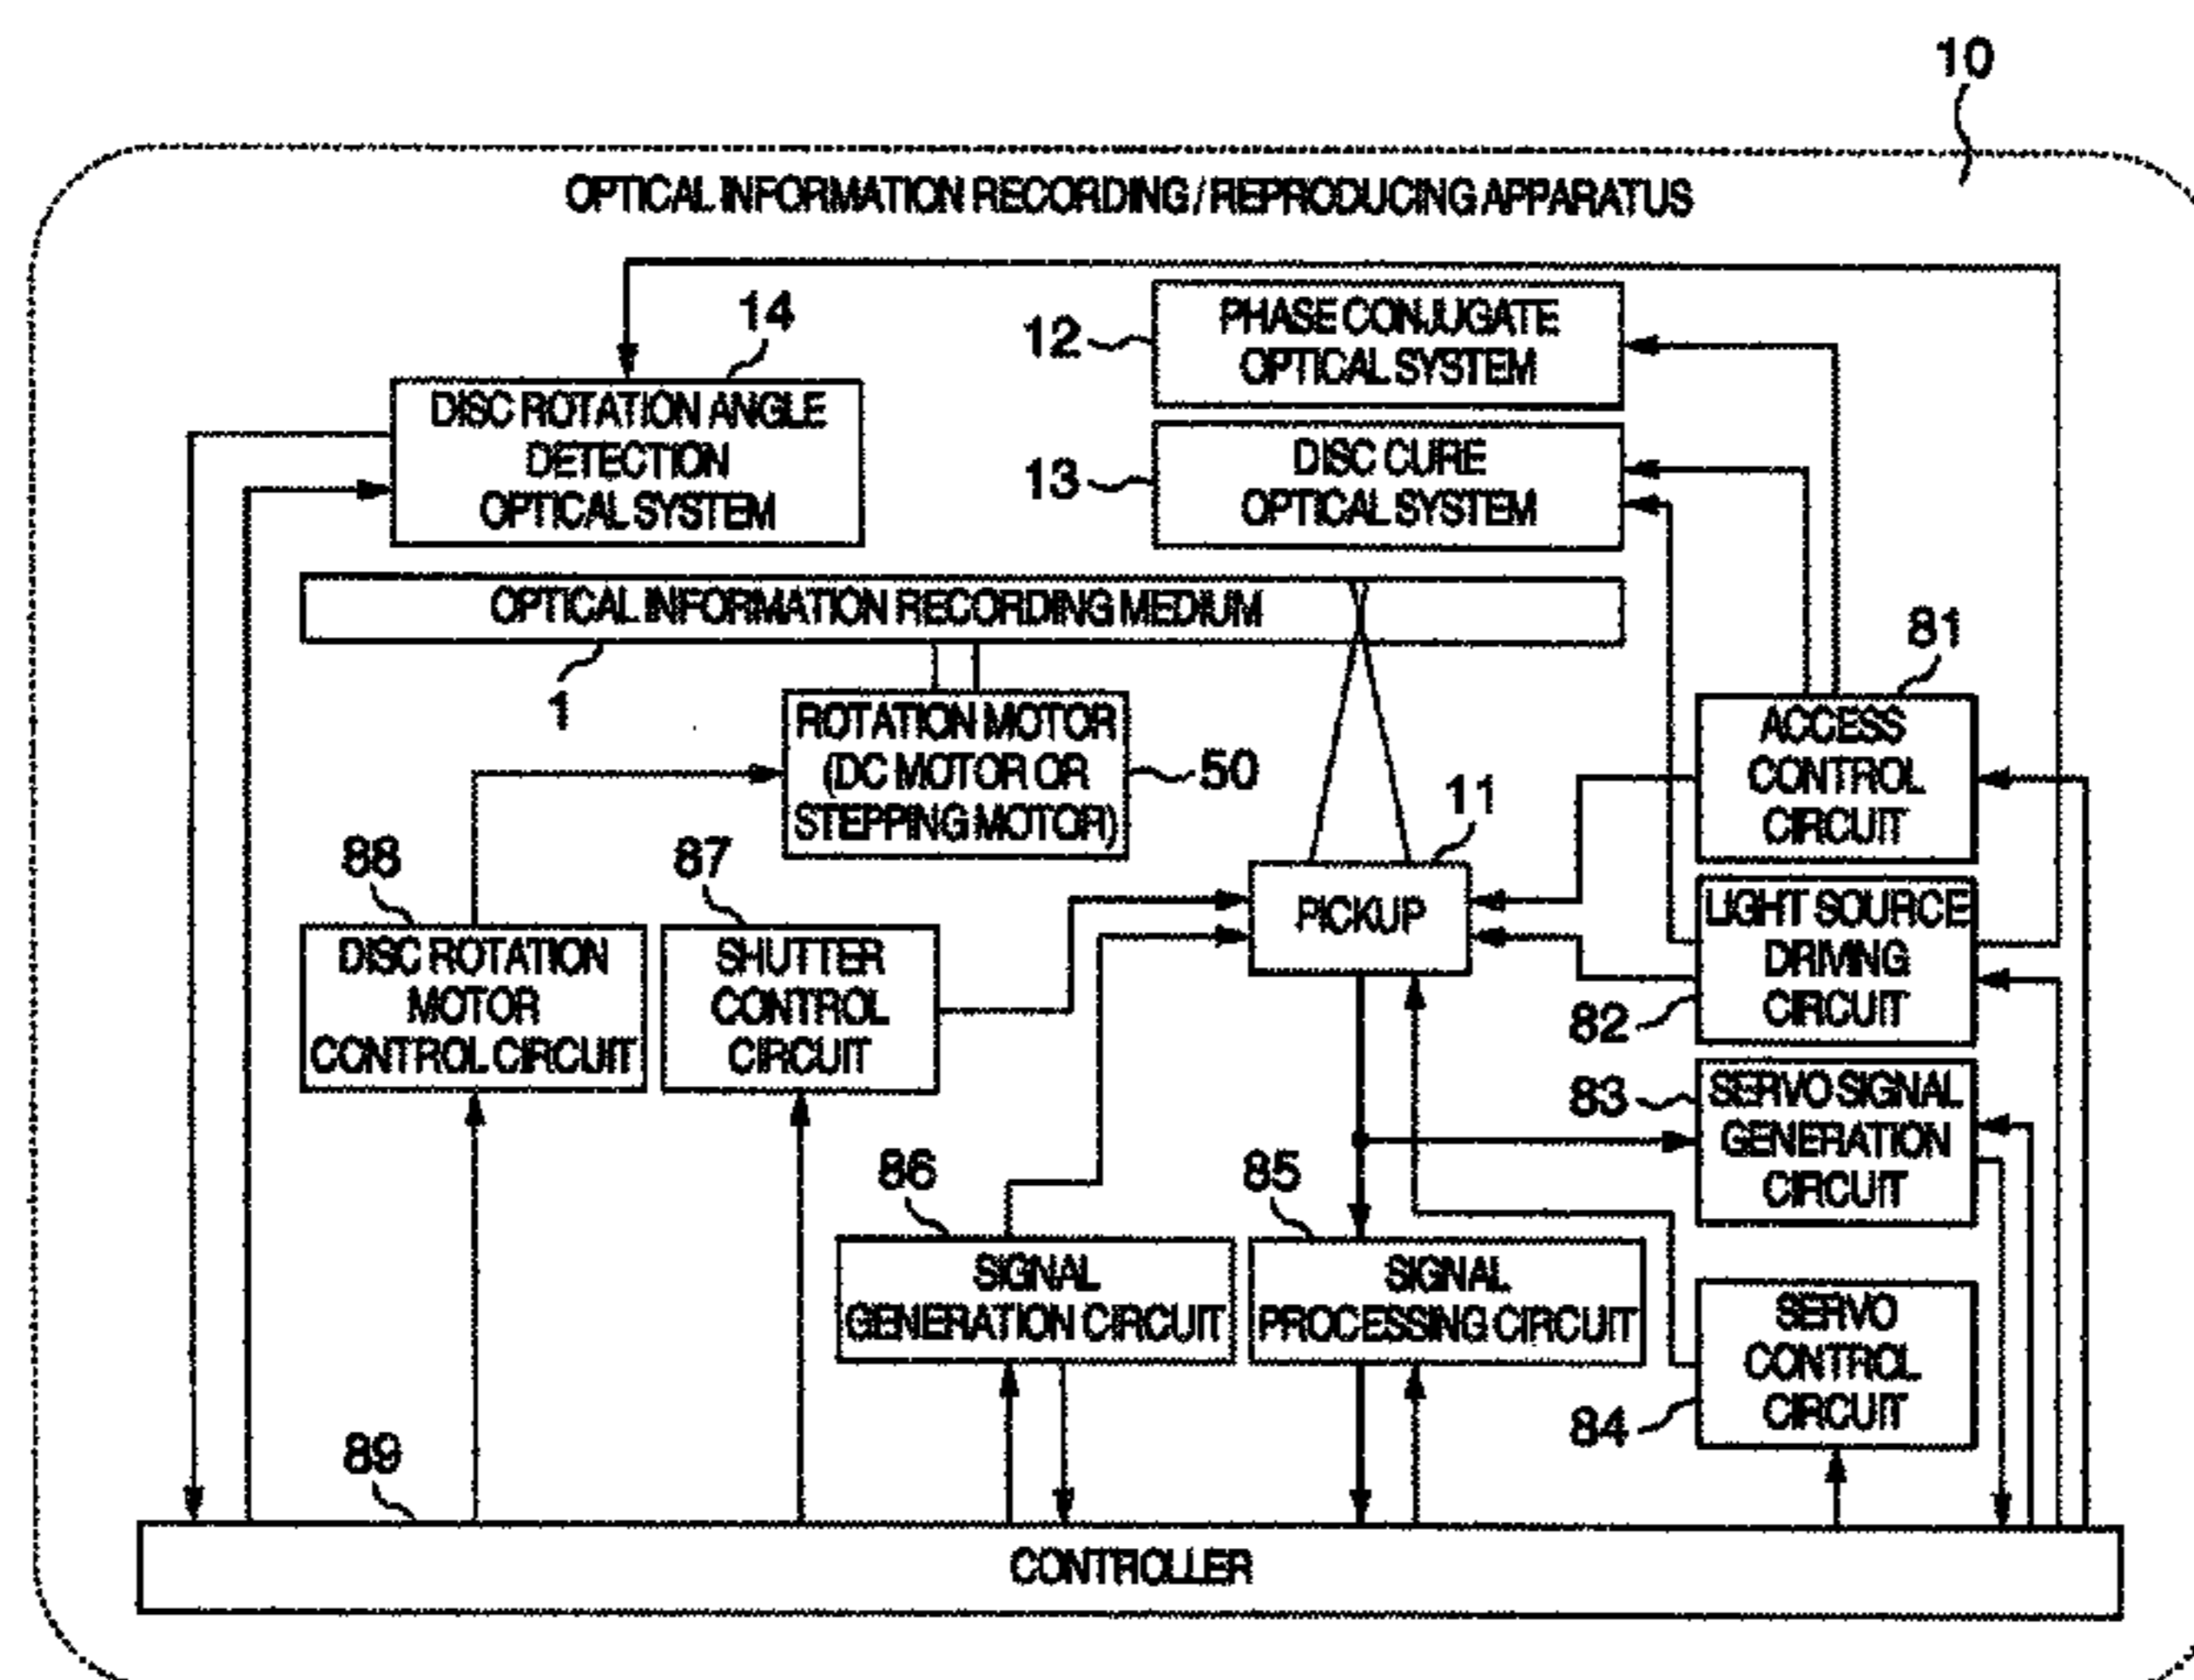 10
OPTICAL INFORMATION RECORDING / REPRODUCING APPARATUS
14
DISC ROTATION ANGLE
DETECTION
OPTICAL SYSTEM
12
PHASE CONJUGATE
OPTICAL SYSTEM
13
DISC CURE
OPTICAL SYSTEM
OPTICAL INFORMATION RECORDING MEDIUM
1
ROTATION MOTOR
(DC MOTOR OR
STEPPING MOTOR)
50
11
PICKUP
81
ACCESS
CONTROL
CIRCUIT
88
DISC ROTATION
MOTOR
CONTROL CIRCUIT
87
SHUTTER
CONTROL
CIRCUIT
82
LIGHT SOURCE
DRIVING
CIRCUIT
83
SERVO SIGNAL
GENERATION
CIRCUIT
86
SIGNAL
GENERATION CIRCUIT
85
SIGNAL
PROCESSING CIRCUIT
84
SERVO
CONTROL
CIRCUIT
89
CONTROLLER